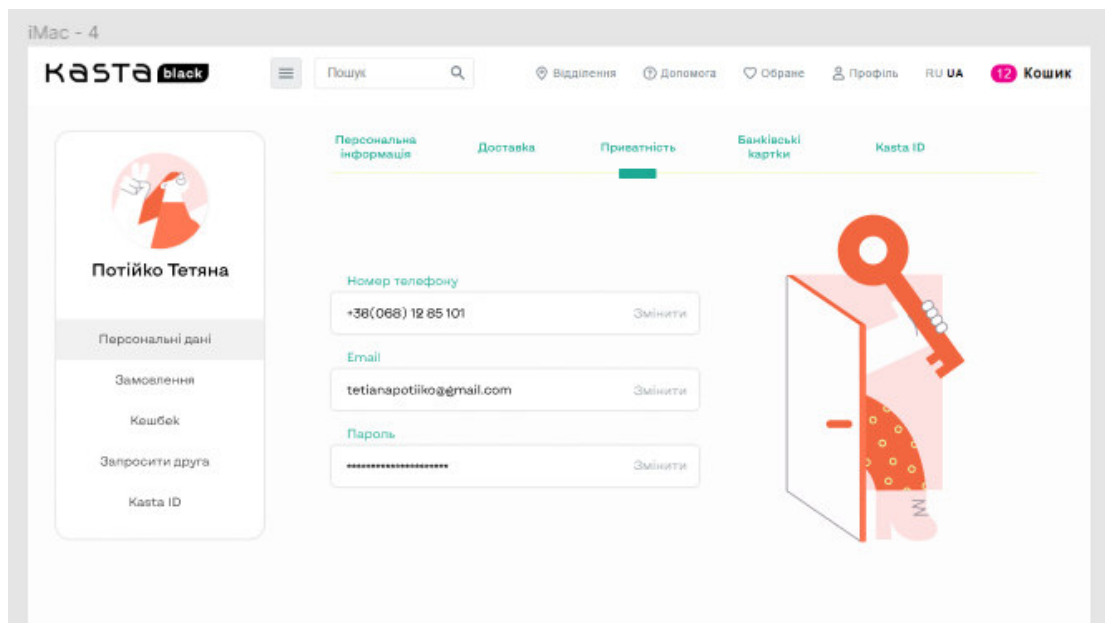 iMac - 4
Kasta black
Пошук
Відділення
Допомога
Обране
Профіль
RU UA
12 Кошик
Персональна
інформація
Доставка
Приватність
Банківські
картки
Kasta ID
Потійко Тетяна
Персональні дані
Замовлення
Кешбек
Запросити друга
Kasta ID
Номер телефону
+38(068) 12 85 101
Змінити
Email
tetianapotiiko@gmail.com
Змінити
Пароль
*********************
Змінити